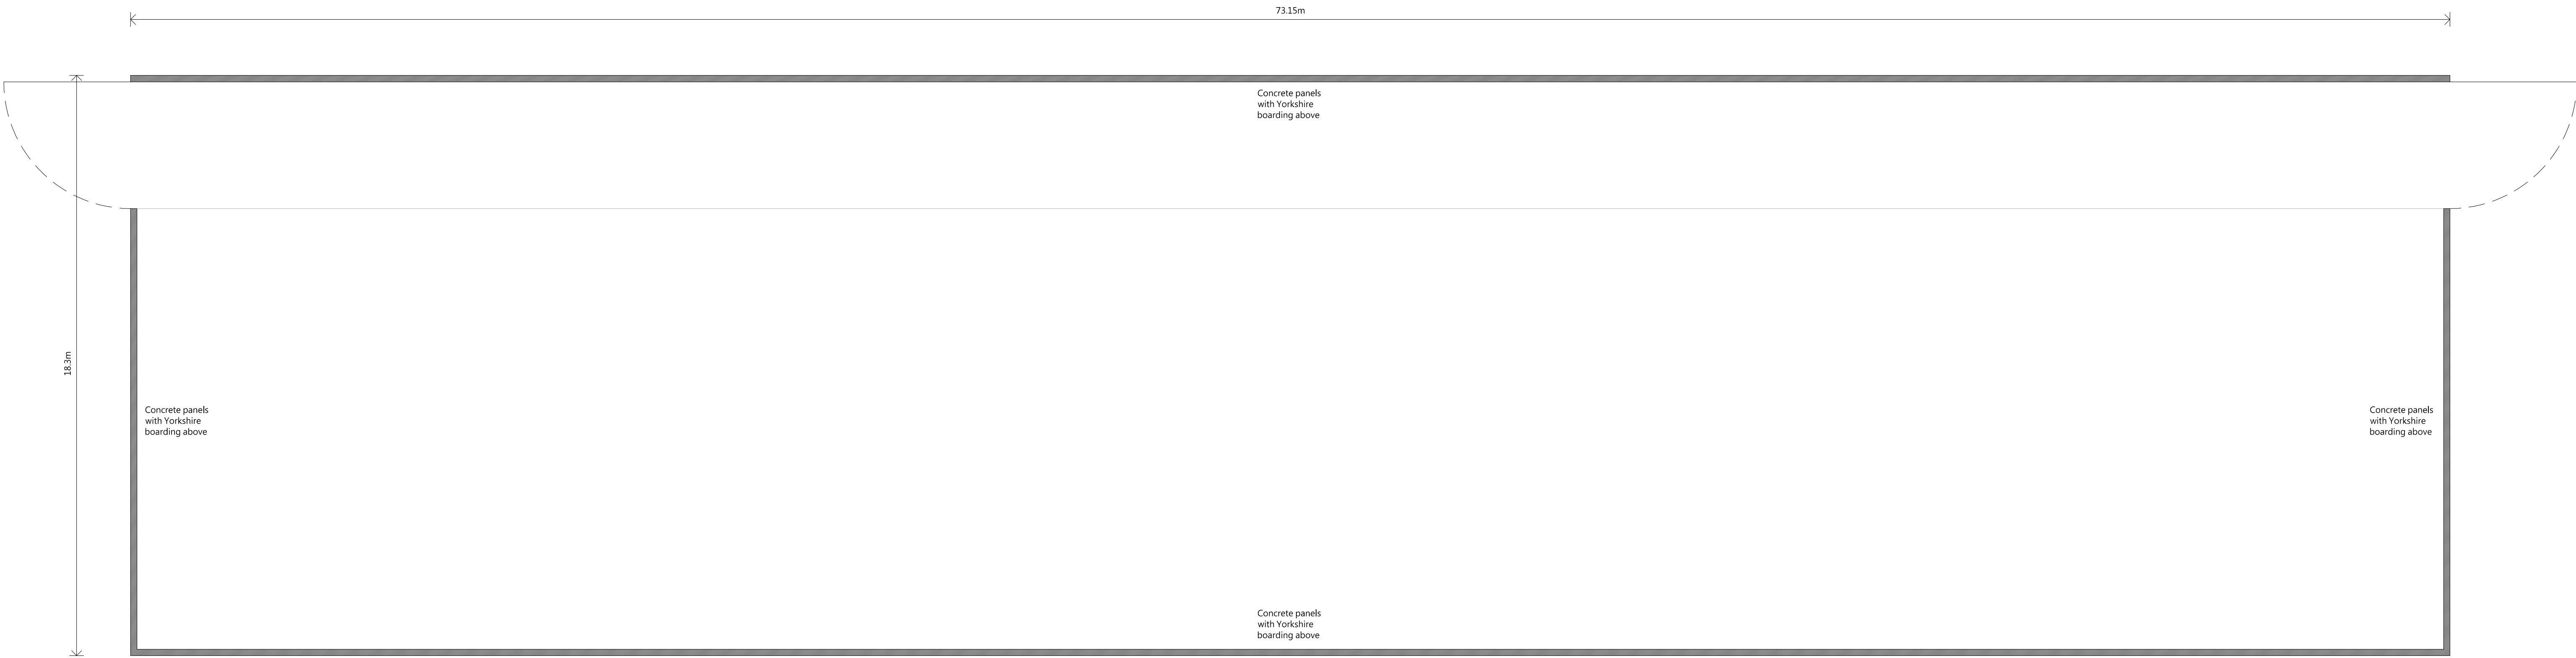 73.15m
Concrete panels
with Yorkshire
boarding above
18.3m
Concrete panels
with Yorkshire
boarding above
Concrete panels
with Yorkshire
boarding above
Concrete panels
with Yorkshire
boarding above